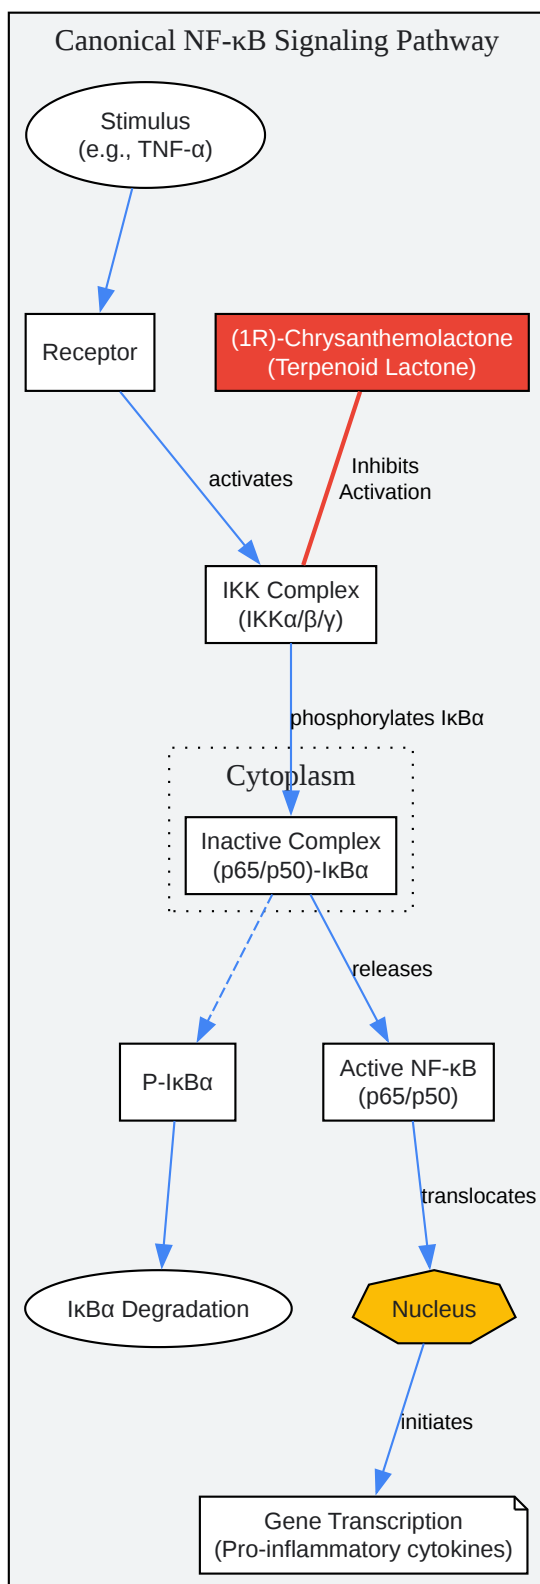 Canonical NF-κB Signaling Pathway
Stimulus
(e.g., TNF-α)
Receptor
(1R)-Chrysanthemolactone
(Terpenoid Lactone)
activates
Inhibits
Activation
IKK Complex
(IKKα/β/γ)
phosphorylates IκBα
Cytoplasm
Inactive Complex
(p65/p50)-IκBα
releases
P-IκBα
Active NF-κB
(p65/p50)
translocates
IκBα Degradation
Nucleus
initiates
Gene Transcription
(Pro-inflammatory cytokines)